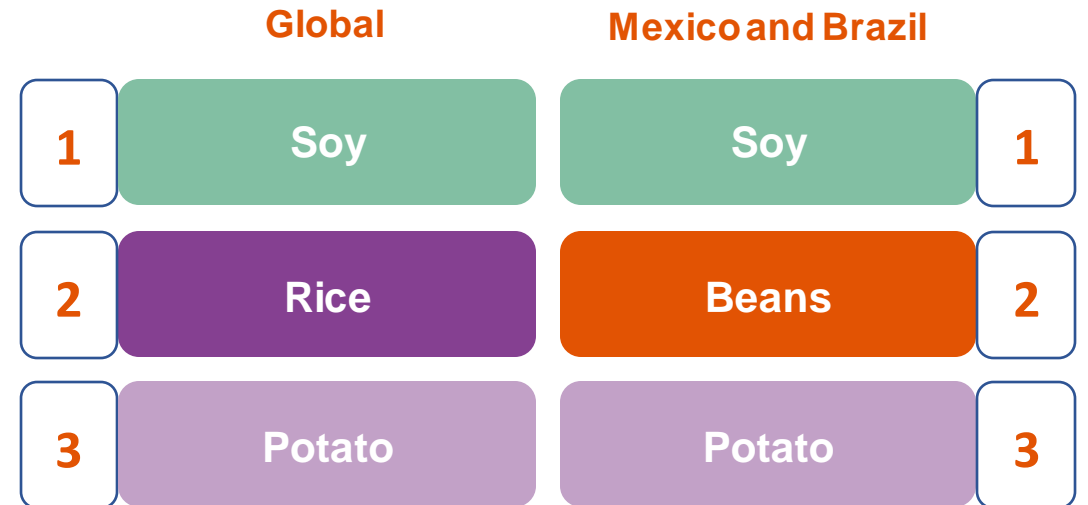 Global Mexico and Brazil
1 Soy Soy 1
2 Rice Beans 2
3 Potato Potato 3